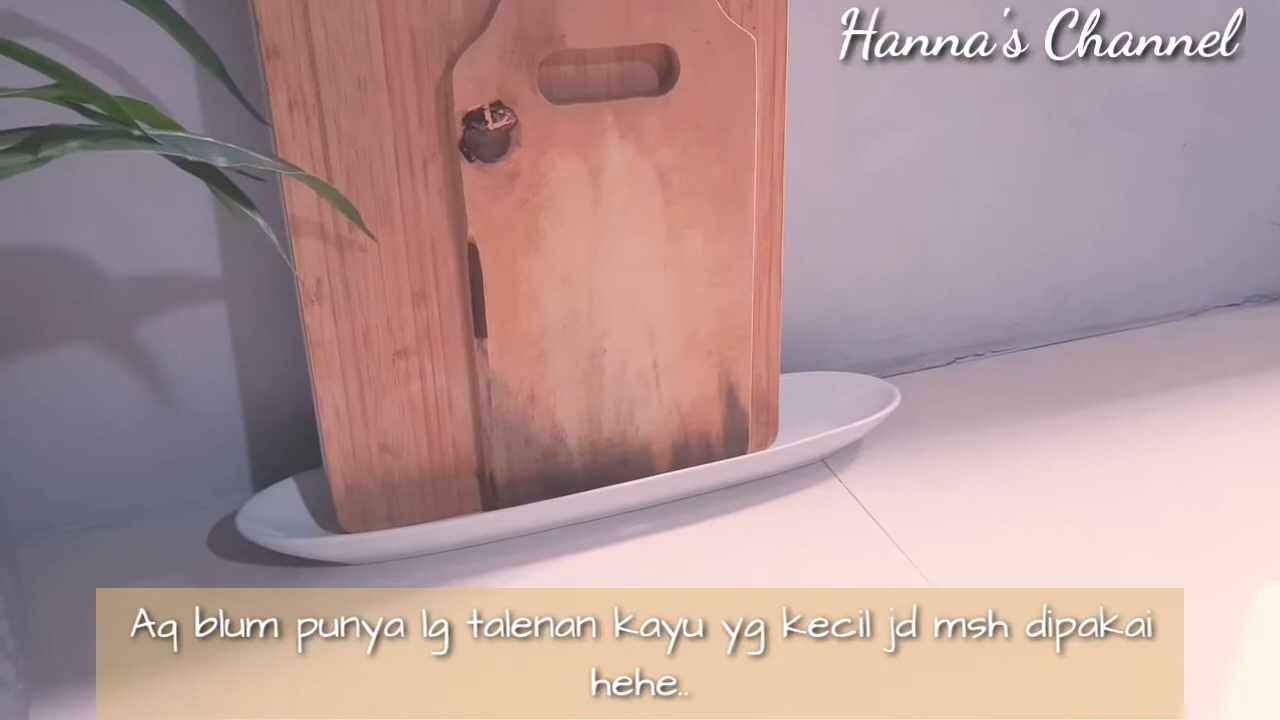 Hanna's Channel
Aq blum punya lg talenan kayu yg kecil jd msh dipakai
hehe..